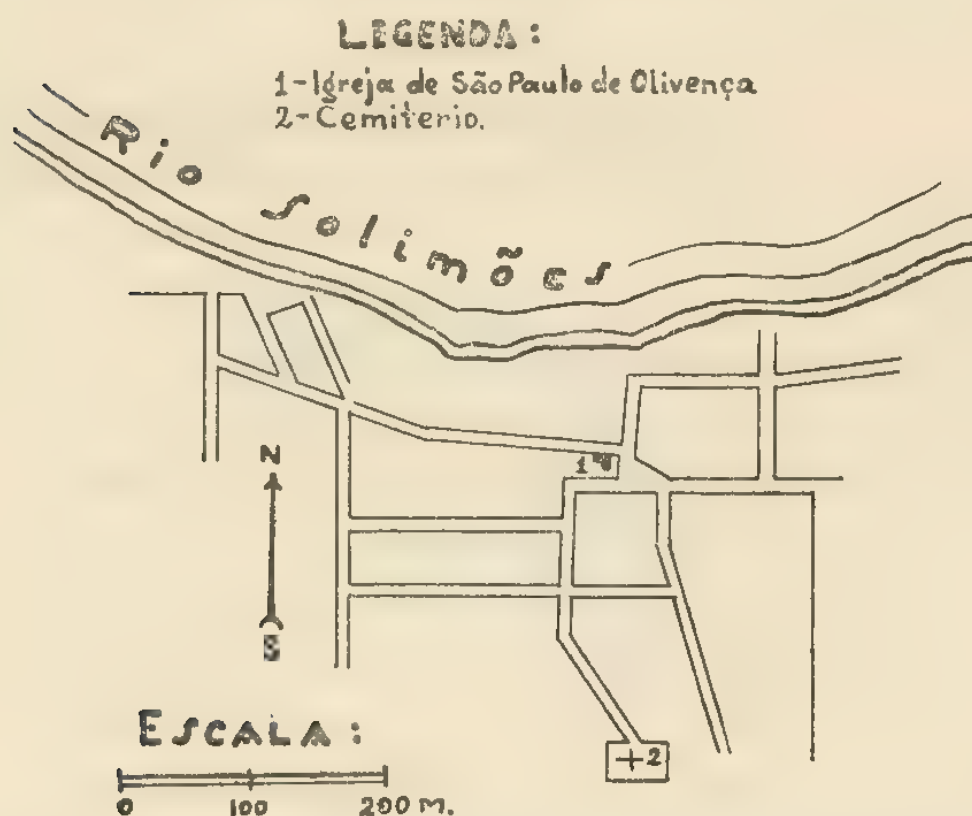 LEGENDA:
1-Igreja de São Paulo de Olivença
2-Cemiterio.
Rio Solimões
1
N
S
2
ESCALA:
0 100 200 M.